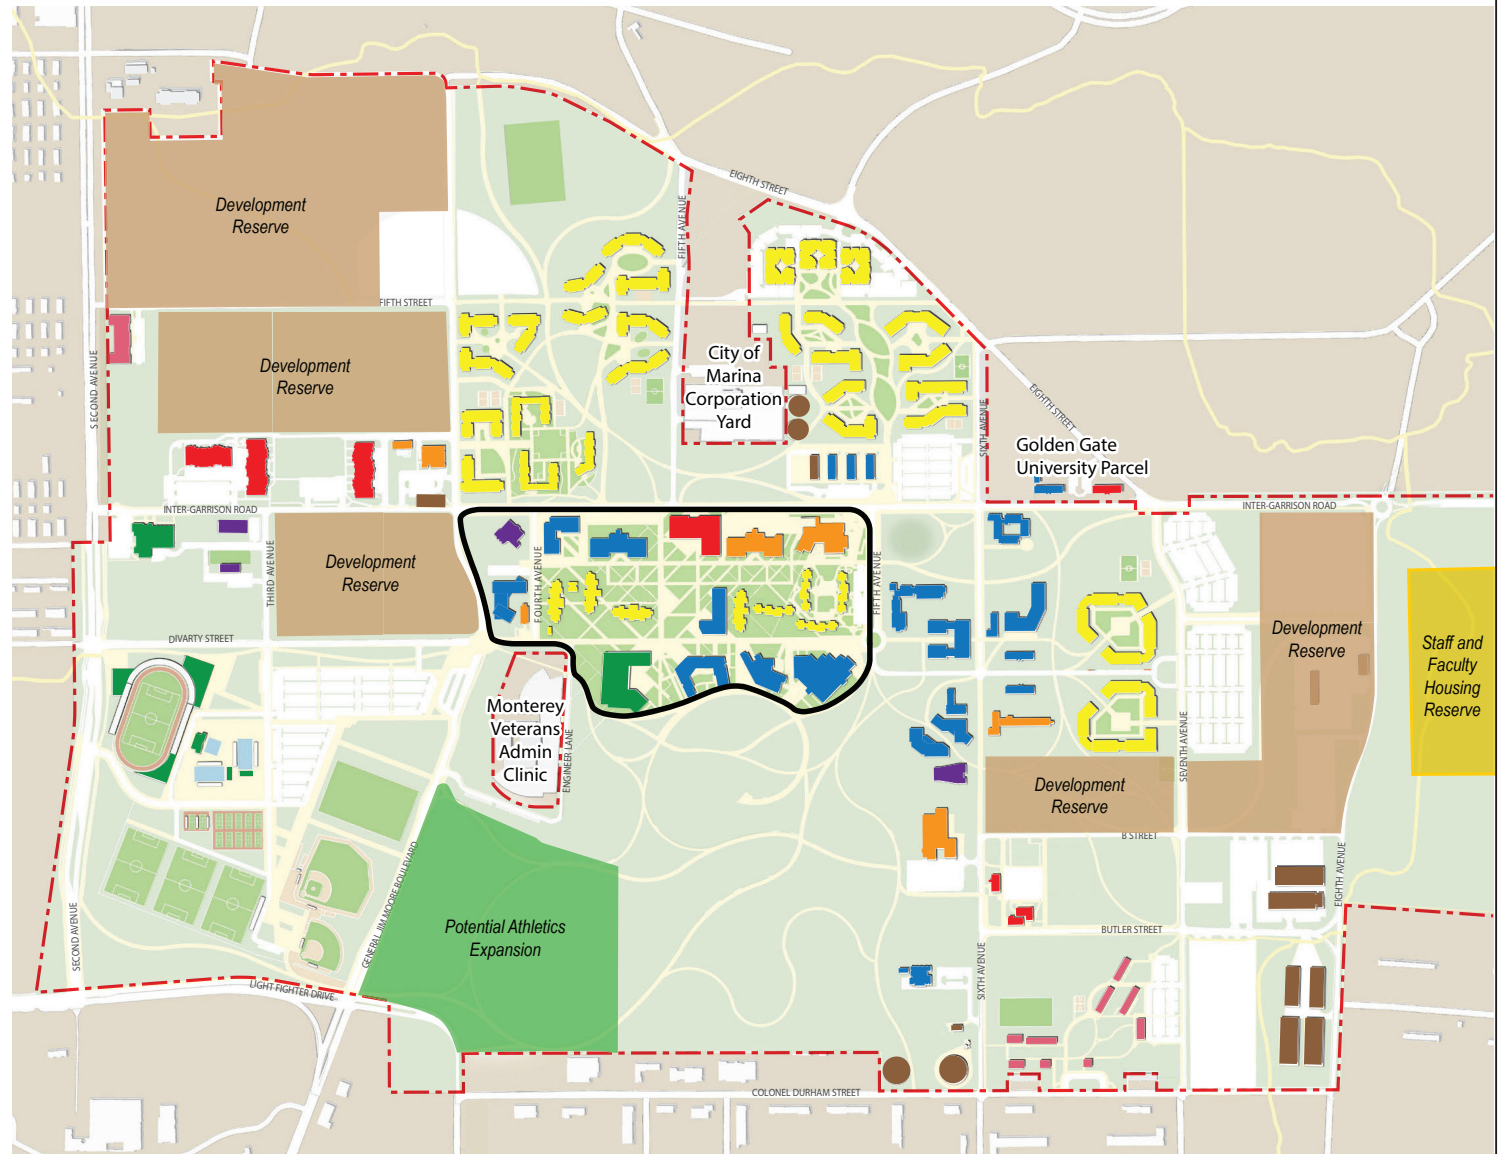 EIGHTH STREET
Development
Reserve
FIFTH AVENUE
FIFTH STREET
SECOND AVENUE
Development
Reserve
City of
Marina
Corporation
Yard
EIGHTH STREET
SIXTH AVENUE
Golden Gate
University Parcel
INTER-GARRISON ROAD
INTER-GARRISON ROAD
THIRD AVENUE
Development
Reserve
FOURTH AVENUE
FIFTH AVENUE
DIVARTY STREET
Development
Reserve
Staff and
Faculty
Housing
Reserve
Monterey
Veterans
Admin
Clinic
ENGINEER LANE
SEVENTH AVENUE
Development
Reserve
B STREET
GENERAL JIM MOORE BOULEVARD
EIGHTH AVENUE
Potential Athletics
Expansion
SECOND AVENUE
BUTLER STREET
SIXTH AVENUE
LIGHT FIGHTER DRIVE
COLONEL DURHAM STREET